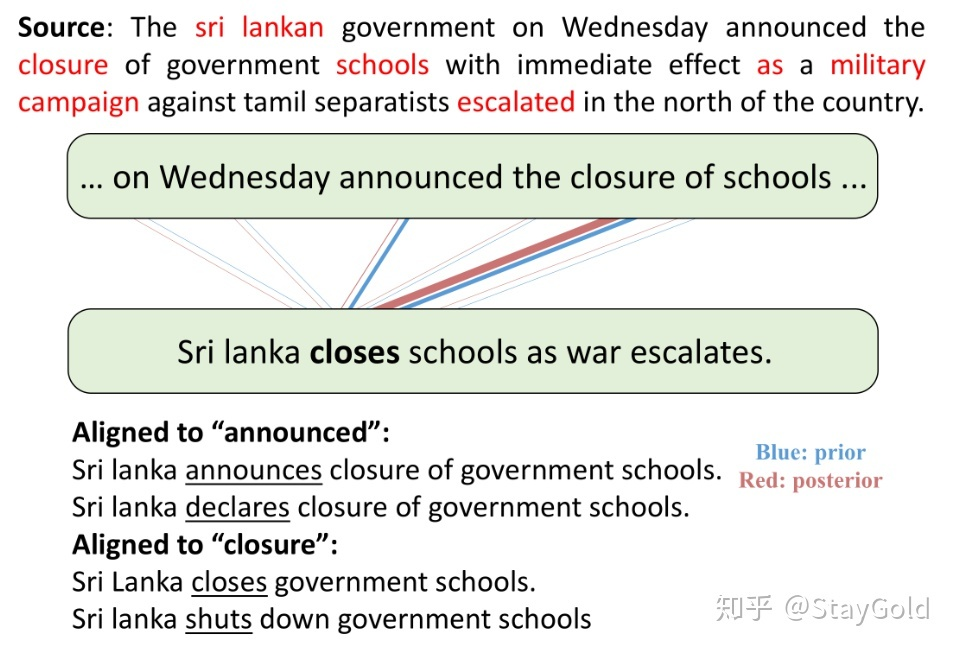 Source: The sri lankan government on Wednesday announced the
closure of government schools with immediate effect as a military
campaign against tamil separatists escalated in the north of the country.
... on Wednesday announced the closure of schools ...
Sri lanka closes schools as war escalates.
Aligned to “announced”:
Sri lanka announces closure of government schools.
Sri lanka declares closure of government schools.
Aligned to “closure”:
Sri Lanka closes government schools.
Sri lanka shuts down government schools
Blue: prior
Red: posterior
知乎 @StayGold